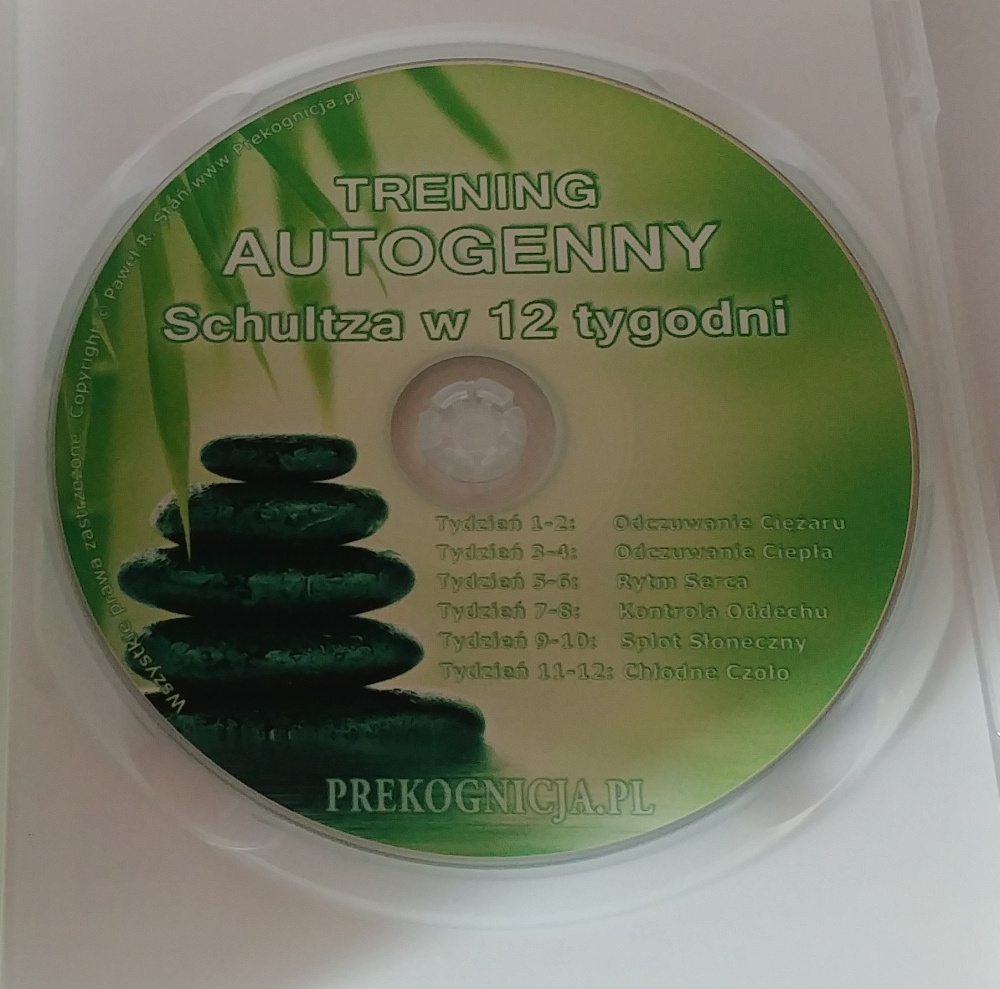 TRENING
AUTOGENNY
Schultza w 12 tygodni
Tydzień 1-2: Odczuwanie Ciężaru
Tydzień 3-4: Odczuwanie Ciepła
Tydzień 5-6: Rytm Serca
Tydzień 7-8: Kontrola Oddechu
Tydzień 9-10: Splot Słoneczny
Tydzień 11-12: Chłodne Czoło
PREKOGNICJA.PL
Wszystkie prawa zastrzeżone. Copyright © Paweł R. Stań/www.Prekognicja.pl